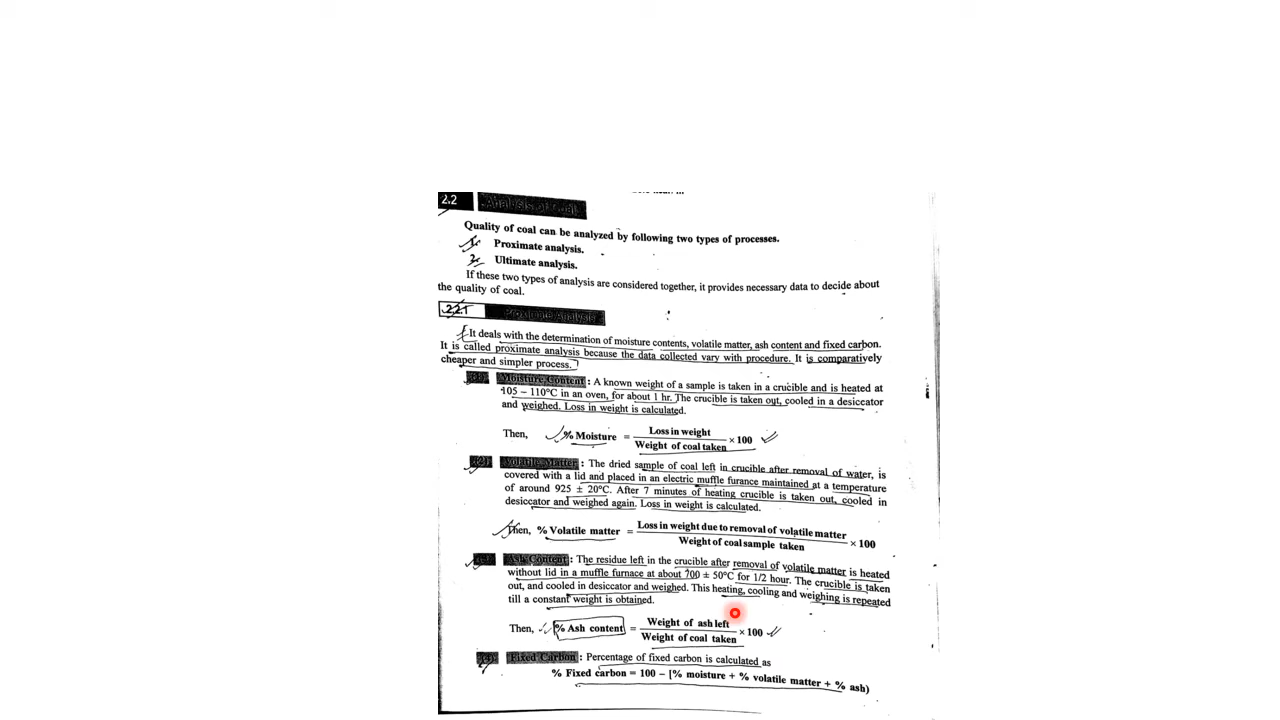 2.2 Analysis of Coal
Quality of coal can be analyzed by following two types of processes.
1. Proximate analysis.
2. Ultimate analysis.
If these two types of analysis are considered together, it provides necessary data to decide about
the quality of coal.
2.2.1 Proximate Analysis
It deals with the determination of moisture contents, volatile matter, ash content and fixed carbon.
It is called proximate analysis because the data collected vary with procedure. It is comparatively
cheaper and simpler process.
(1) Moisture Content : A known weight of a sample is taken in a crucible and is heated at
105 – 110°C in an oven, for about 1 hr. The crucible is taken out, cooled in a desiccator
and weighed. Loss in weight is calculated.
Then, % Moisture = Loss in weight / Weight of coal taken × 100
(2) Volatile Matter : The dried sample of coal left in crucible after removal of water, is
covered with a lid and placed in an electric muffle furance maintained at a temperature
of around 925 ± 20°C. After 7 minutes of heating crucible is taken out, cooled in
desiccator and weighed again. Loss in weight is calculated.
Then, % Volatile matter = Loss in weight due to removal of volatile matter / Weight of coal sample taken × 100
Ash Content : The residue left in the crucible after removal of volatile matter is heated
without lid in a muffle furnace at about 700 ± 50°C for 1/2 hour. The crucible is taken
out, and cooled in desiccator and weighed. This heating, cooling and weighing is repeated
till a constant weight is obtained.
Then, % Ash content = Weight of ash left / Weight of coal taken × 100
(4) Fixed Carbon : Percentage of fixed carbon is calculated as
% Fixed carbon = 100 – [% moisture + % volatile matter + % ash)